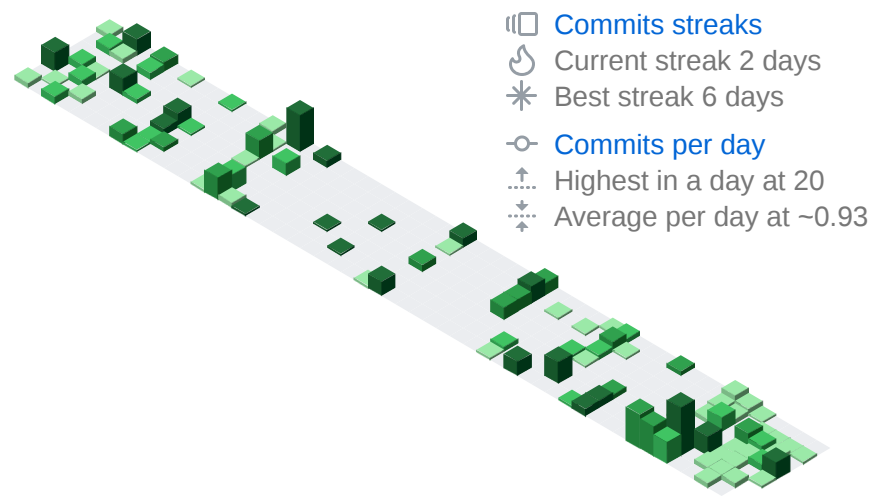 Commits streaks
Current streak 2 days
Best streak 6 days
Commits per day
Highest in a day at 20
Average per day at ~0.93